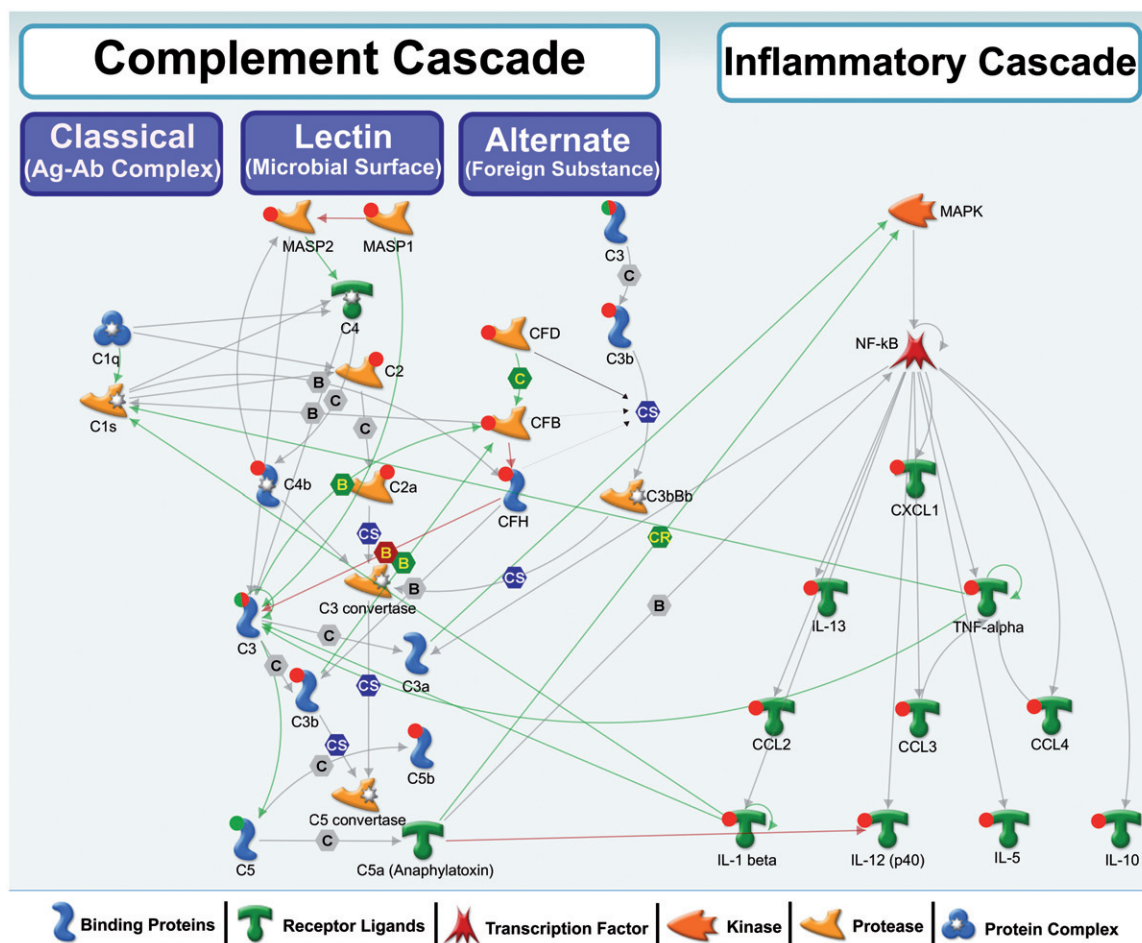 Complement Cascade
Inflammatory Cascade
Classical
(Ag-Ab Complex)
Lectin
(Microbial Surface)
Alternate
(Foreign Substance)
MASP2
MASP1
C3
MAPK
C
C4
C1q
CFD
C3b
NF-kB
C2
B
C
C
C1s
B
C
CFB
CS
C4b
B
C2a
CFH
C3bBb
CXCL1
CS
CR
B
B
CS
B
C3 convertase
B
IL-13
TNF-alpha
C3
C
C3a
C
CS
C3b
CCL2
CCL3
CCL4
CS
C
C5b
C5 convertase
C
C5
C5a (Anaphylatoxin)
IL-1 beta
IL-12 (p40)
IL-5
IL-10
Binding Proteins
Receptor Ligands
Transcription Factor
Kinase
Protease
Protein Complex